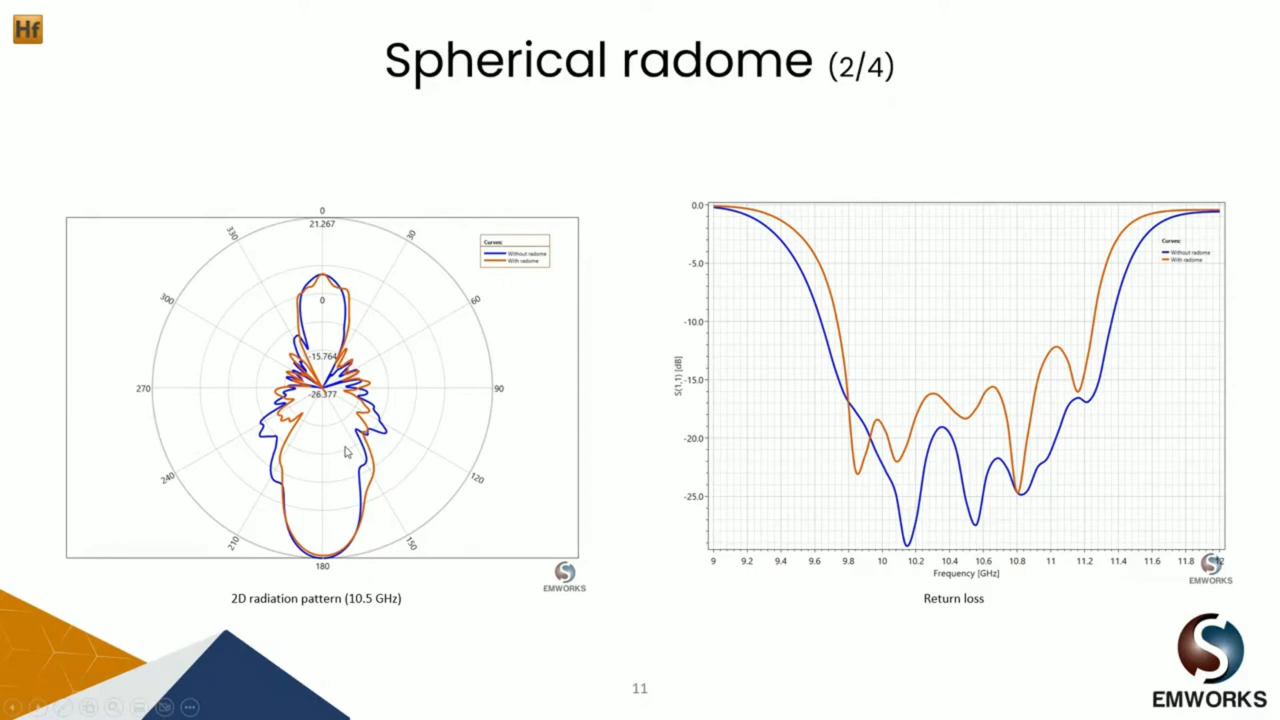 Hf
Spherical radome (2/4)
0
21.267
330
30
Curves:
Without radome
With radome
300
60
0
-15.764
270
90
-26.377
240
120
210
150
180
EMWORKS
2D radiation pattern (10.5 GHz)
0.0
Curves:
Without radome
With radome
-5.0
-10.0
S(1,1) [dB]
-15.0
-20.0
-25.0
9 9.2 9.4 9.6 9.8 10 10.2 10.4 10.6 10.8 11 11.2 11.4 11.6 11.8 12
Frequency [GHz]
EMWORKS
Return loss
11
EMWORKS